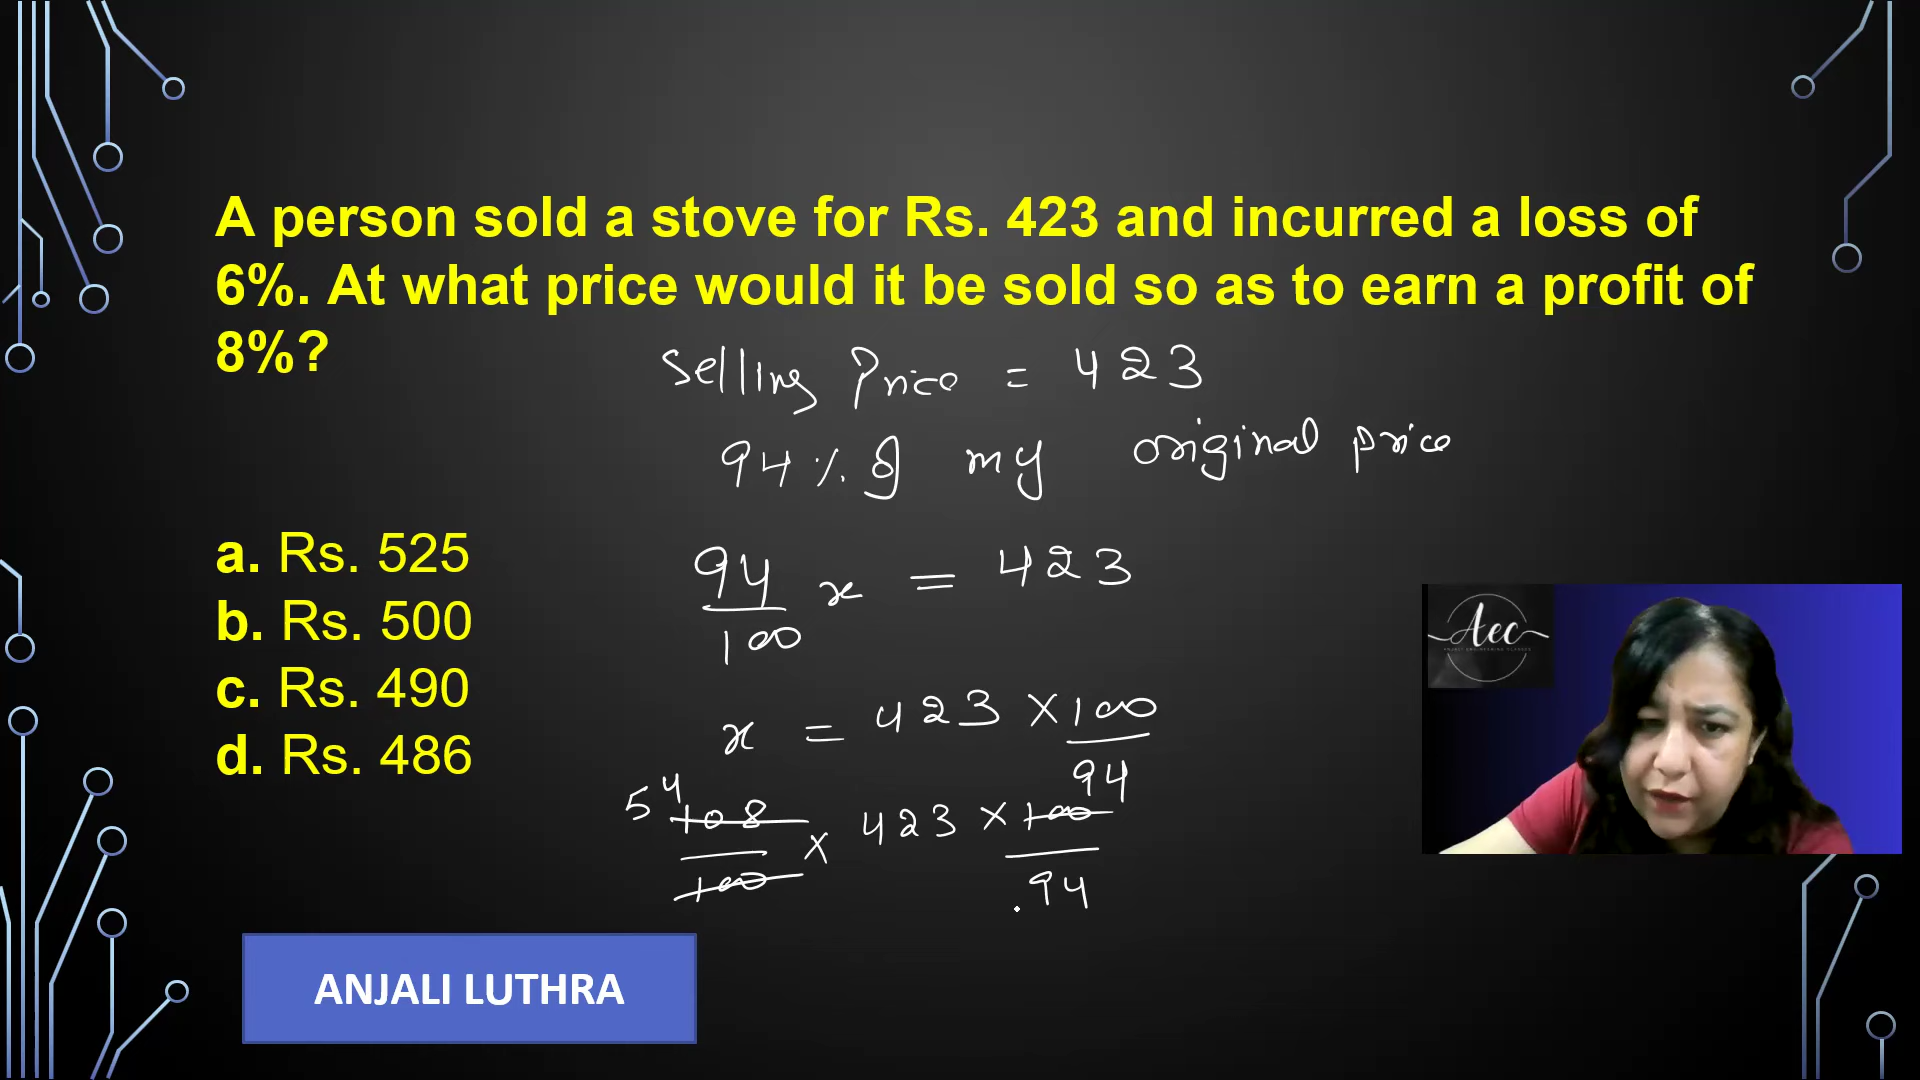 A person sold a stove for Rs. 423 and incurred a loss of
6%. At what price would it be sold so as to earn a profit of
8%?
Selling Price = 423
94% of my original price
a. Rs. 525
b. Rs. 500
c. Rs. 490
d. Rs. 486
94/100 x = 423
x = 423 × 100/94
54
108/100 × 423 × 100/94
Aec
ANJALI LUTHRA